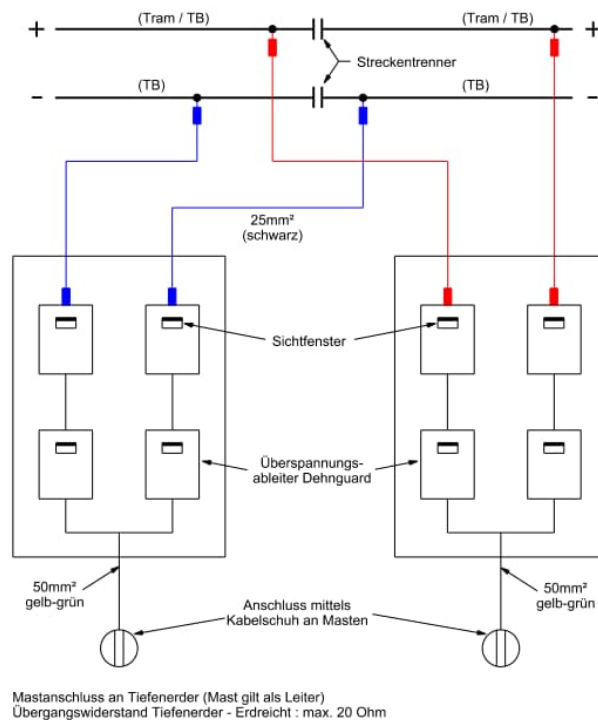 (Tram / TB)
(Tram / TB)
+
+
Streckentrenner
(TB)
(TB)
−
−
25mm²
(schwarz)
Sichtfenster
Überspannungs-
ableiter Dehnguard
50mm²
gelb-grün
50mm²
gelb-grün
Anschluss mittels
Kabelschuh an Masten
Mastanschluss an Tiefenerder (Mast gilt als Leiter)
Übergangswiderstand Tiefenerder - Erdreicht : max. 20 Ohm